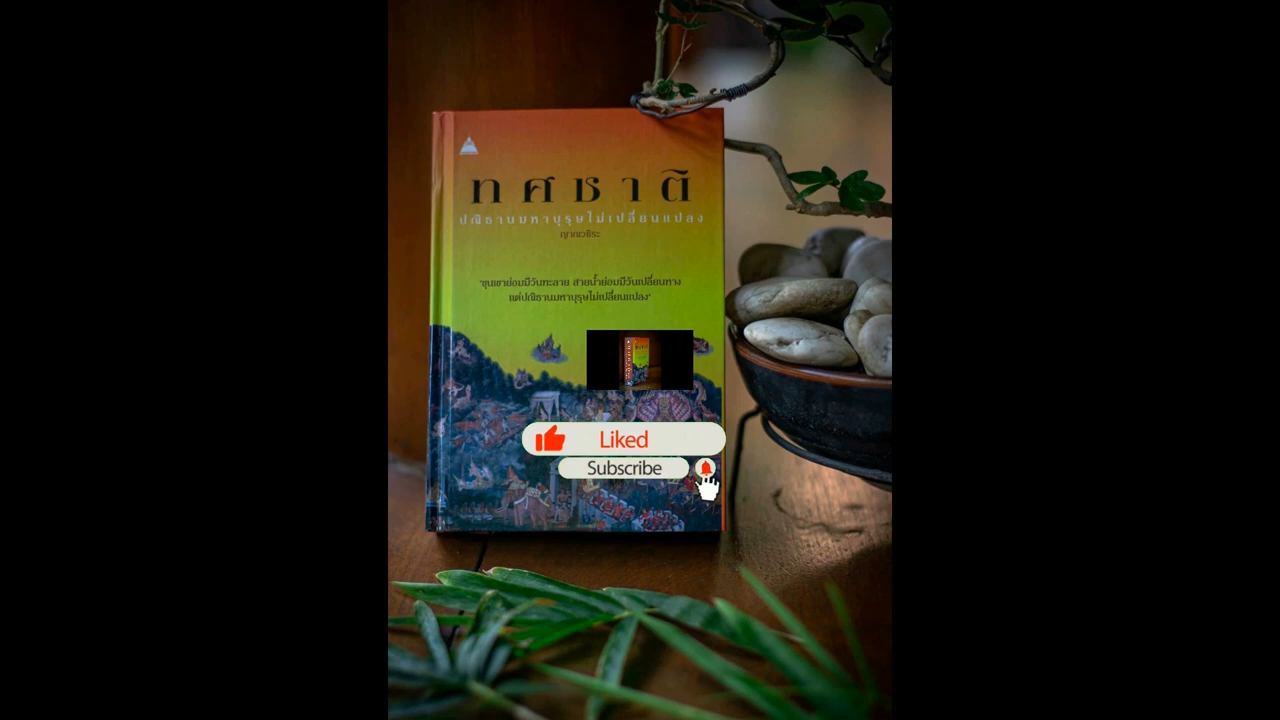 ทศชาติ
ปณิธานมหาบุรุษไม่เปลี่ยนแปลง
ญาณวชิระ
"ขุนเขาย่อมมีวันทะลาย สายน้ำย่อมมีวันเปลี่ยนทาง
แต่ปณิธานมหาบุรุษไม่เปลี่ยนแปลง"
Liked
Subscribe